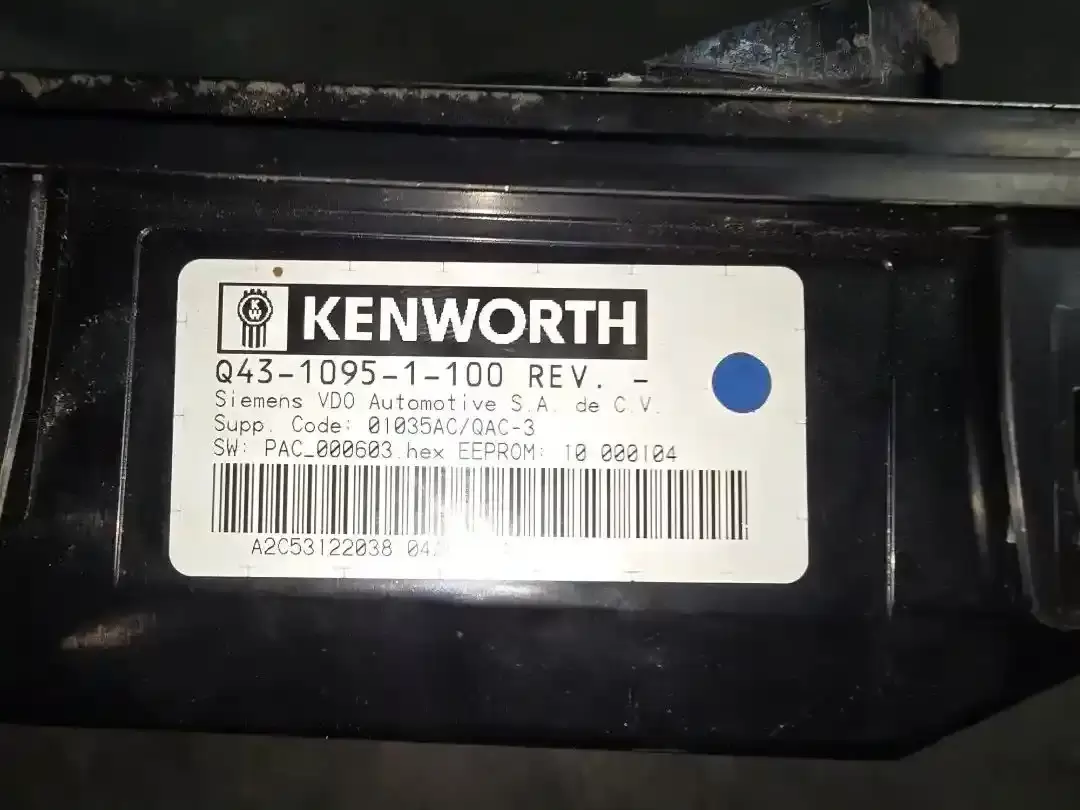 KW
KENWORTH
Q43-1095-1-100 REV. -
Siemens VDO Automotive S.A. de C.V.
Supp. Code: 01035AC/QAC-3
SW: PAC_000603.hex EEPROM: 10 000104
A2C53122038